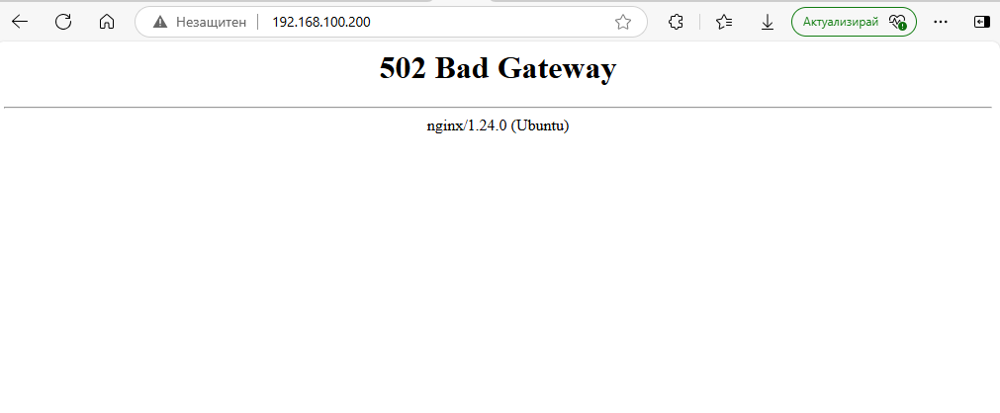 Незащитен 192.168.100.200 Актуализирай
502 Bad Gateway
nginx/1.24.0 (Ubuntu)